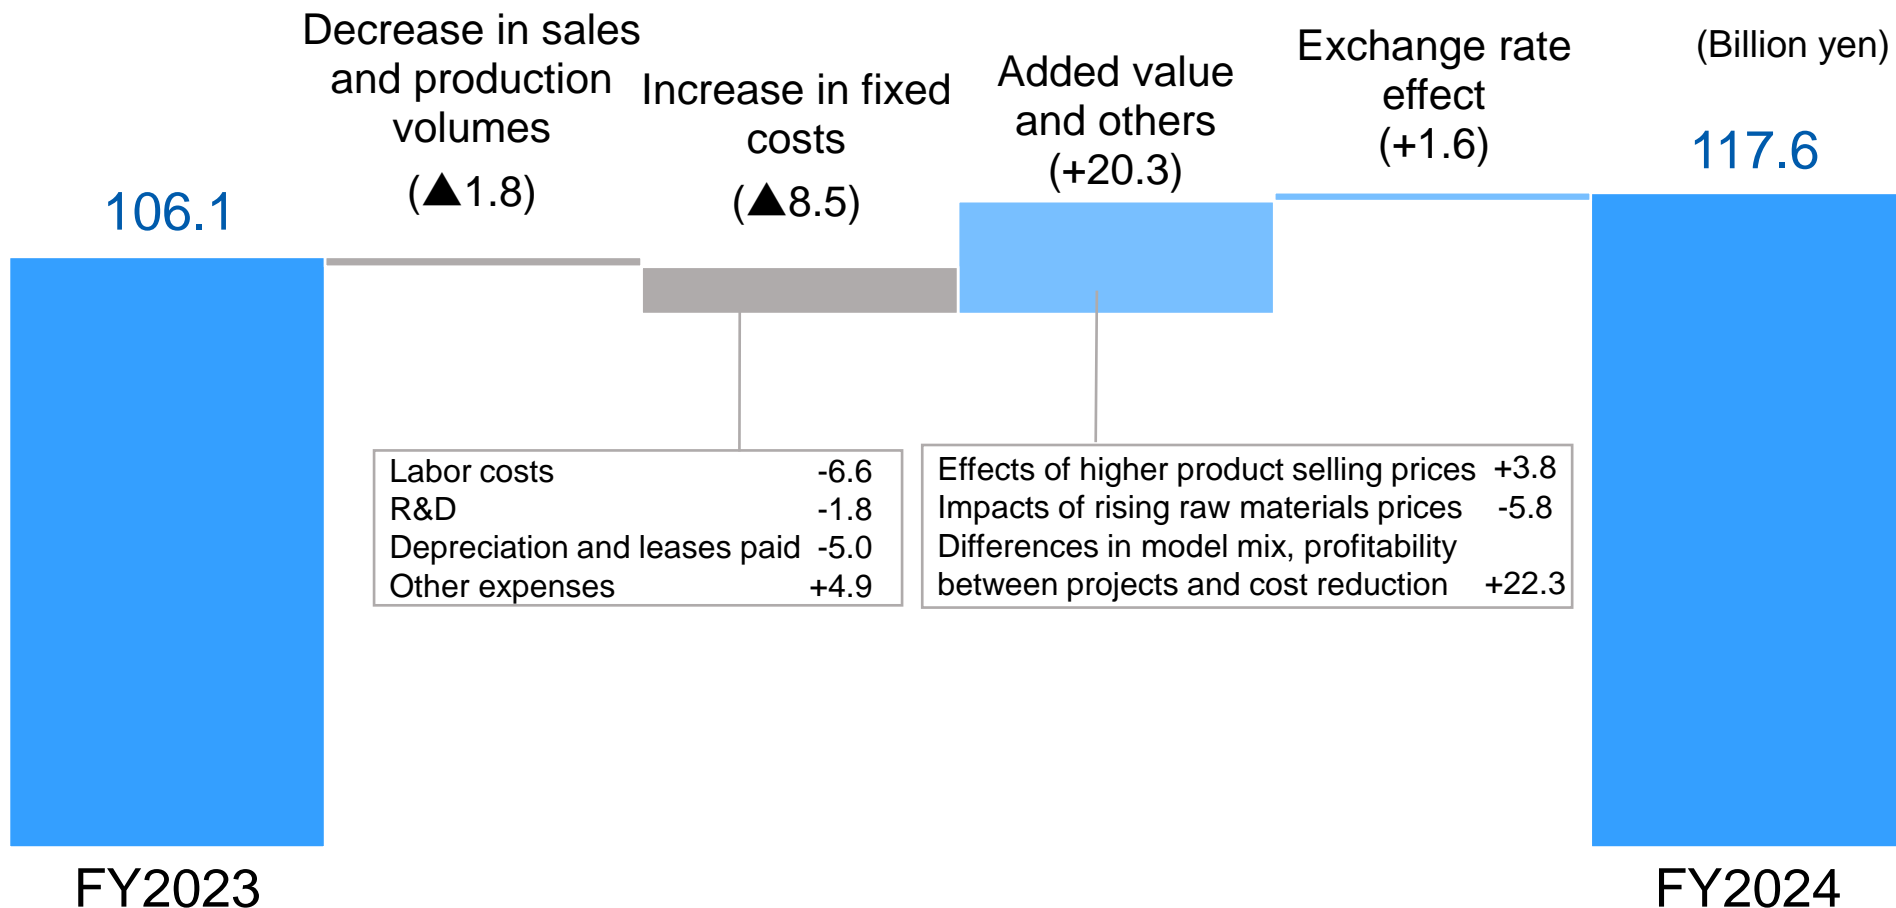 (Billion yen)
106.1
Decrease in sales
and production
volumes
(▲1.8)
Increase in fixed
costs
(▲8.5)
Added value
and others
(+20.3)
Exchange rate
effect
(+1.6)
117.6
Labor costs -6.6
R&D -1.8
Depreciation and leases paid -5.0
Other expenses +4.9
Effects of higher product selling prices +3.8
Impacts of rising raw materials prices -5.8
Differences in model mix, profitability
between projects and cost reduction +22.3
FY2023
FY2024